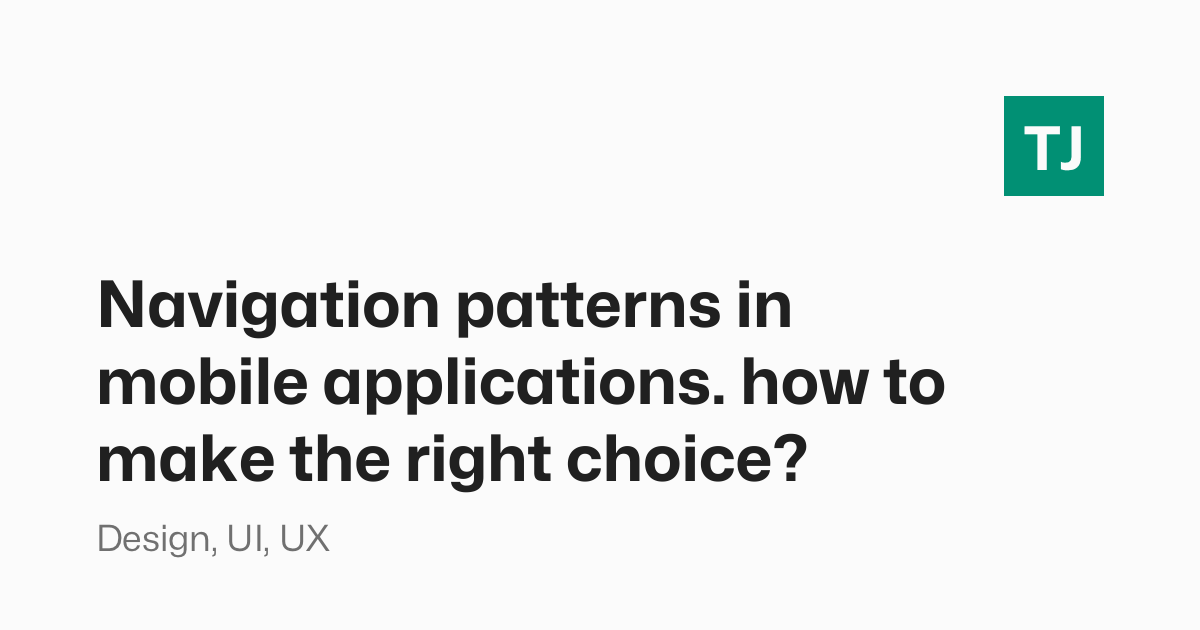 TJ
Navigation patterns in
mobile applications. how to
make the right choice?
Design, UI, UX